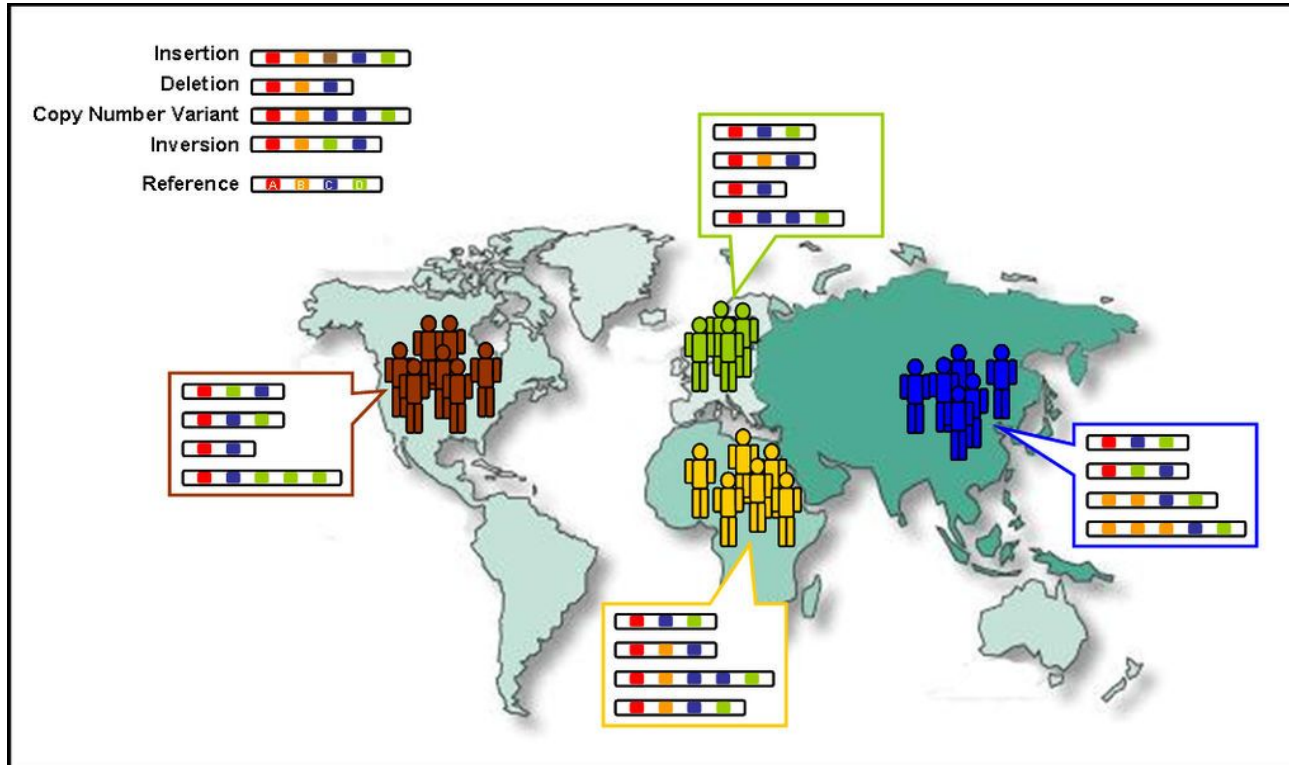 Insertion
Deletion
Copy Number Variant
Inversion
Reference A B C D